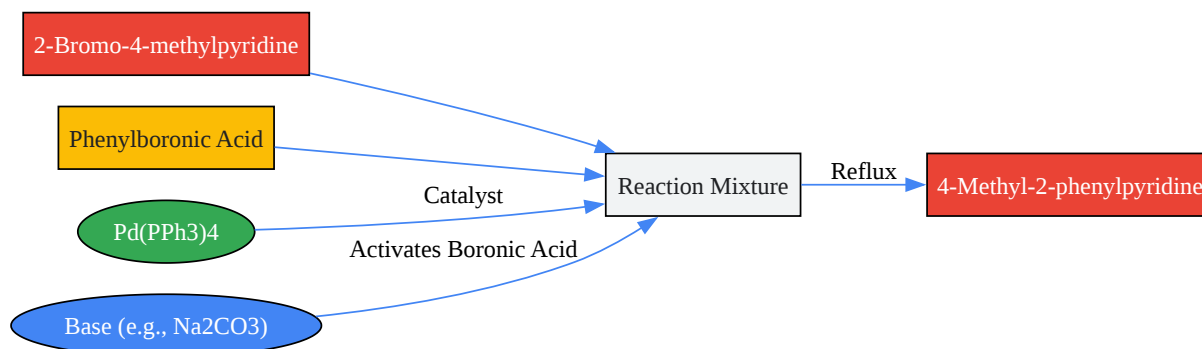 2-Bromo-4-methylpyridine
Phenylboronic Acid
Pd(PPh3)4
Base (e.g., Na2CO3)
Catalyst
Activates Boronic Acid
Reaction Mixture
Reflux
4-Methyl-2-phenylpyridine